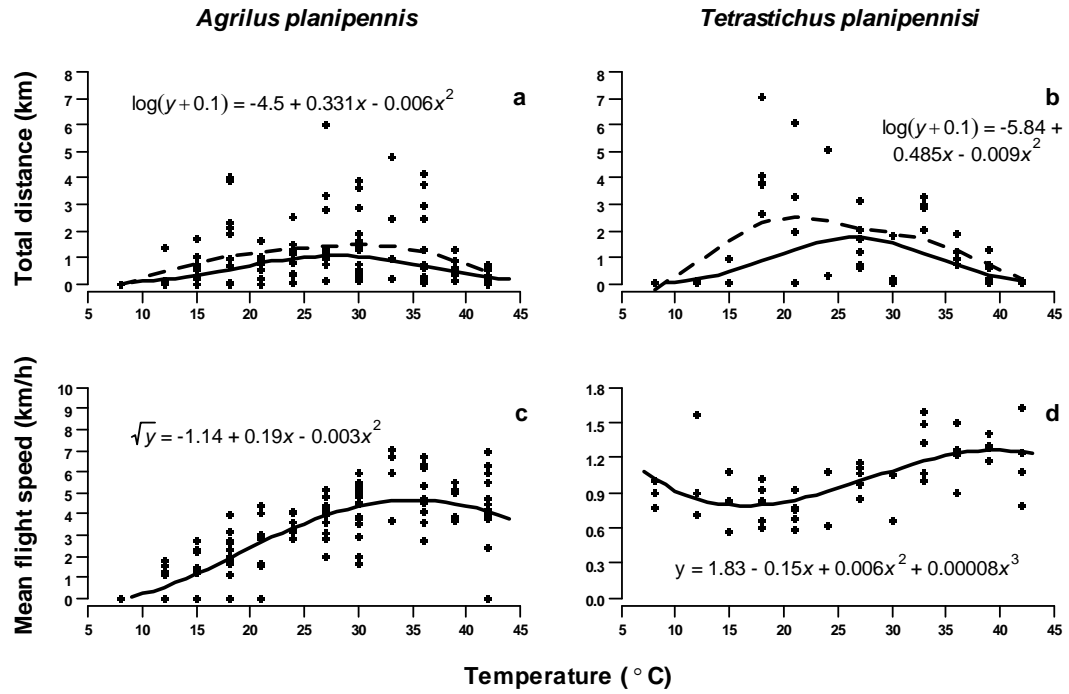 Agrilus planipennis
Tetrastichus planipennisi
Total distance (km)
8
7
6
5
4
3
2
1
0
log(y + 0.1) = -4.5 + 0.331x - 0.006x²
a
5 10 15 20 25 30 35 40 45
8
7
6
5
4
3
2
1
0
b
log(y + 0.1) = -5.84 +
0.485x - 0.009x²
5 10 15 20 25 30 35 40 45
Mean flight speed (km/h)
10
9
8
7
6
5
4
3
2
1
0
c
√y = -1.14 + 0.19x - 0.003x²
5 10 15 20 25 30 35 40 45
1.8
1.5
1.2
0.9
0.6
0.3
0.0
d
y = 1.83 - 0.15x + 0.006x² + 0.00008x³
5 10 15 20 25 30 35 40 45
Temperature (°C)